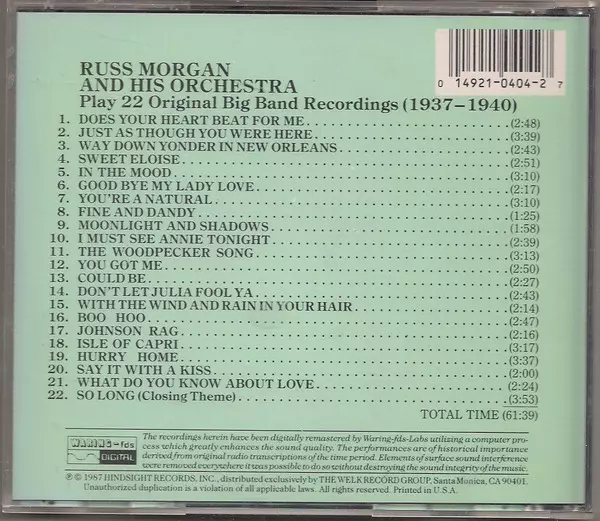 0 14921-0404-2 7
RUSS MORGAN
AND HIS ORCHESTRA
Play 22 Original Big Band Recordings (1937–1940)
1. DOES YOUR HEART BEAT FOR ME (2:48)
2. JUST AS THOUGH YOU WERE HERE (3:39)
3. WAY DOWN YONDER IN NEW ORLEANS (2:43)
4. SWEET ELOISE (2:51)
5. IN THE MOOD (3:10)
6. GOOD BYE MY LADY LOVE (2:17)
7. YOU'RE A NATURAL (3:10)
8. FINE AND DANDY (1:25)
9. MOONLIGHT AND SHADOWS (1:58)
10. I MUST SEE ANNIE TONIGHT (2:39)
11. THE WOODPECKER SONG (3:13)
12. YOU GOT ME (2:50)
13. COULD BE (2:27)
14. DON'T LET JULIA FOOL YA (2:43)
15. WITH THE WIND AND RAIN IN YOUR HAIR (2:14)
16. BOO HOO (2:47)
17. JOHNSON RAG (2:16)
18. ISLE OF CAPRI (3:17)
19. HURRY HOME (3:37)
20. SAY IT WITH A KISS (2:00)
21. WHAT DO YOU KNOW ABOUT LOVE (2:24)
22. SO LONG (Closing Theme) (3:53)
TOTAL TIME (61:39)
WARING-fds
DIGITAL
The recordings herein have been digitally remastered by Waring-fds-Labs utilizing a computer pro-
cess which greatly enhances the sound quality. The performances are of historical importance
derived from original radio transcriptions of the time period. Elements of surface sound interference
were removed everywhere it was possible to do so without destroying the sound integrity of the music.
Ⓟ © 1987 HINDSIGHT RECORDS, INC., distributed exclusively by THE WELK RECORD GROUP, Santa Monica, CA 90401.
Unauthorized duplication is a violation of all applicable laws. All rights reserved. Printed in U.S.A.